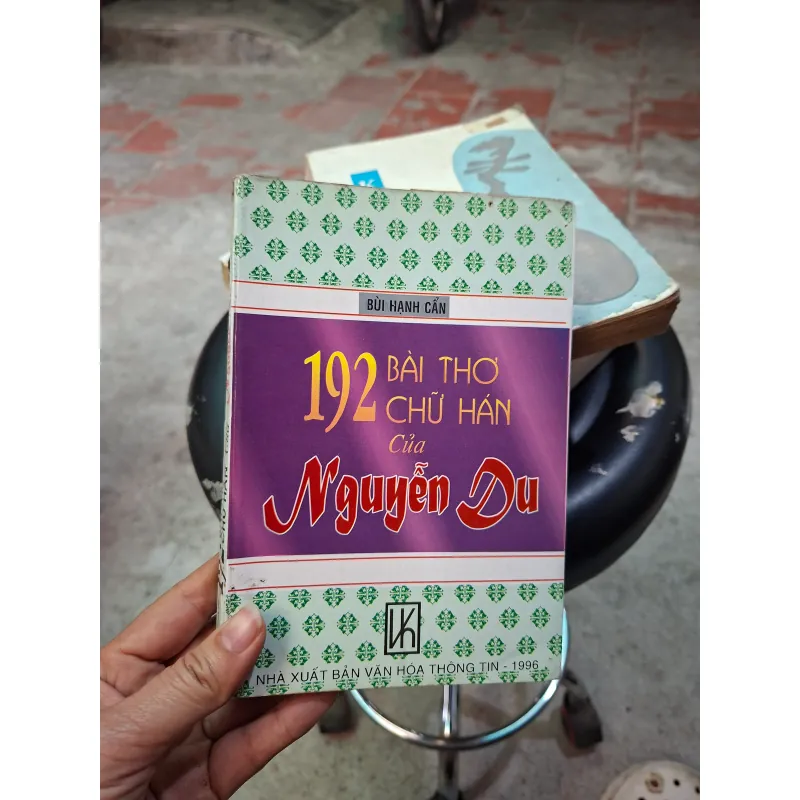 BÙI HẠNH CẨN
192 BÀI THƠ
CHỮ HÁN
Của
Nguyễn Du
NHÀ XUẤT BẢN VĂN HÓA THÔNG TIN - 1996